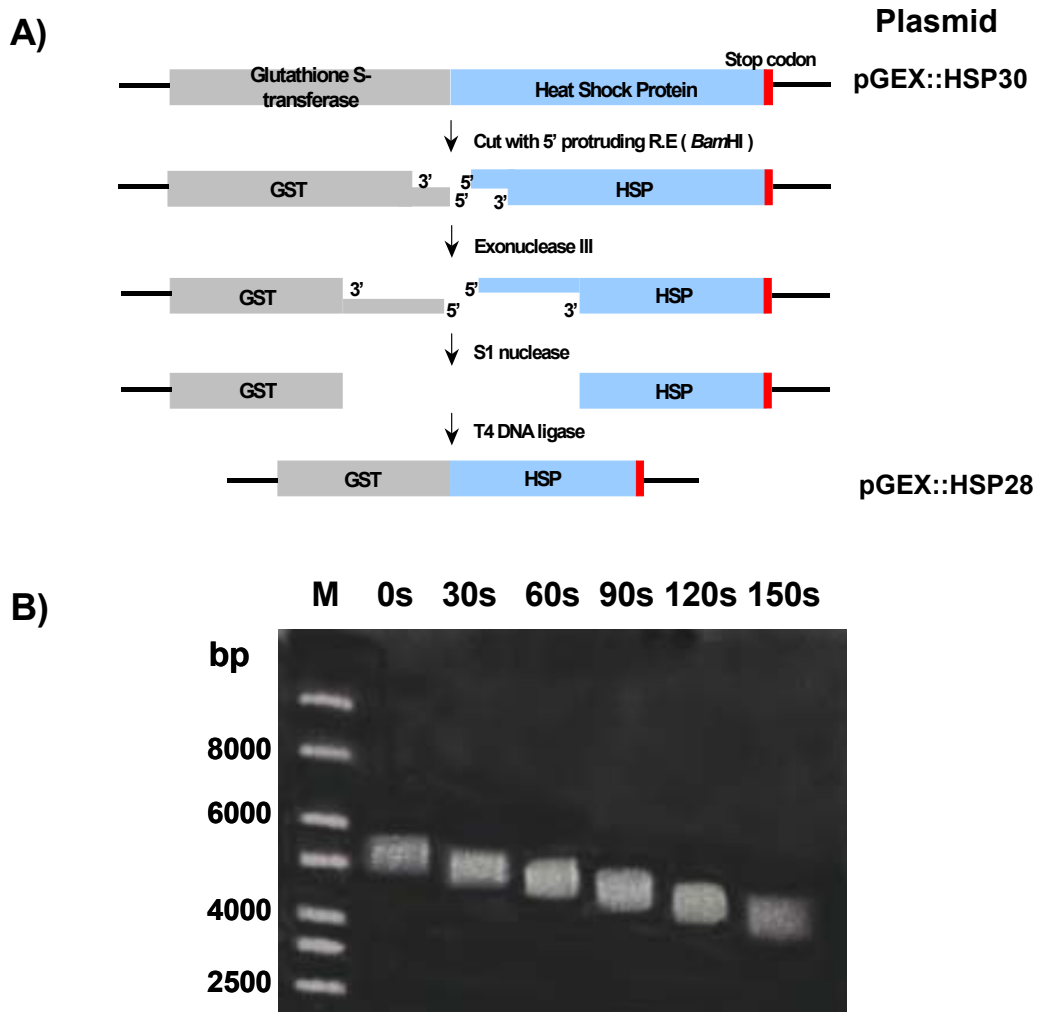 A)
Plasmid
Stop codon
Glutathione S-
transferase
Heat Shock Protein
pGEX::HSP30
Cut with 5’ protruding R.E ( BamHI )
GST
3’
5’
5’
3’
HSP
Exonuclease III
GST
3’
5’
5’
3’
HSP
S1 nuclease
GST
HSP
T4 DNA ligase
GST
HSP
pGEX::HSP28
B)
M 0s 30s 60s 90s 120s 150s
bp
8000
6000
4000
2500